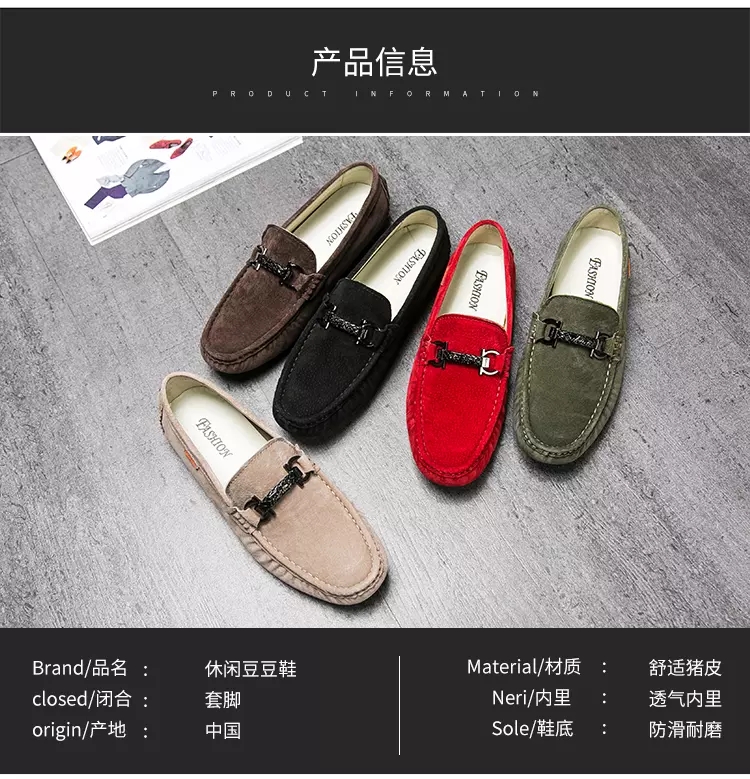 产品信息
PRODUCT INFORMATION
FASHION
FASHION
FASHION
FASHION
FASHION
Brand/品名 : 休闲豆豆鞋
closed/闭合 : 套脚
origin/产地 : 中国
Material/材质 : 舒适猪皮
Neri/内里 : 透气内里
Sole/鞋底 : 防滑耐磨